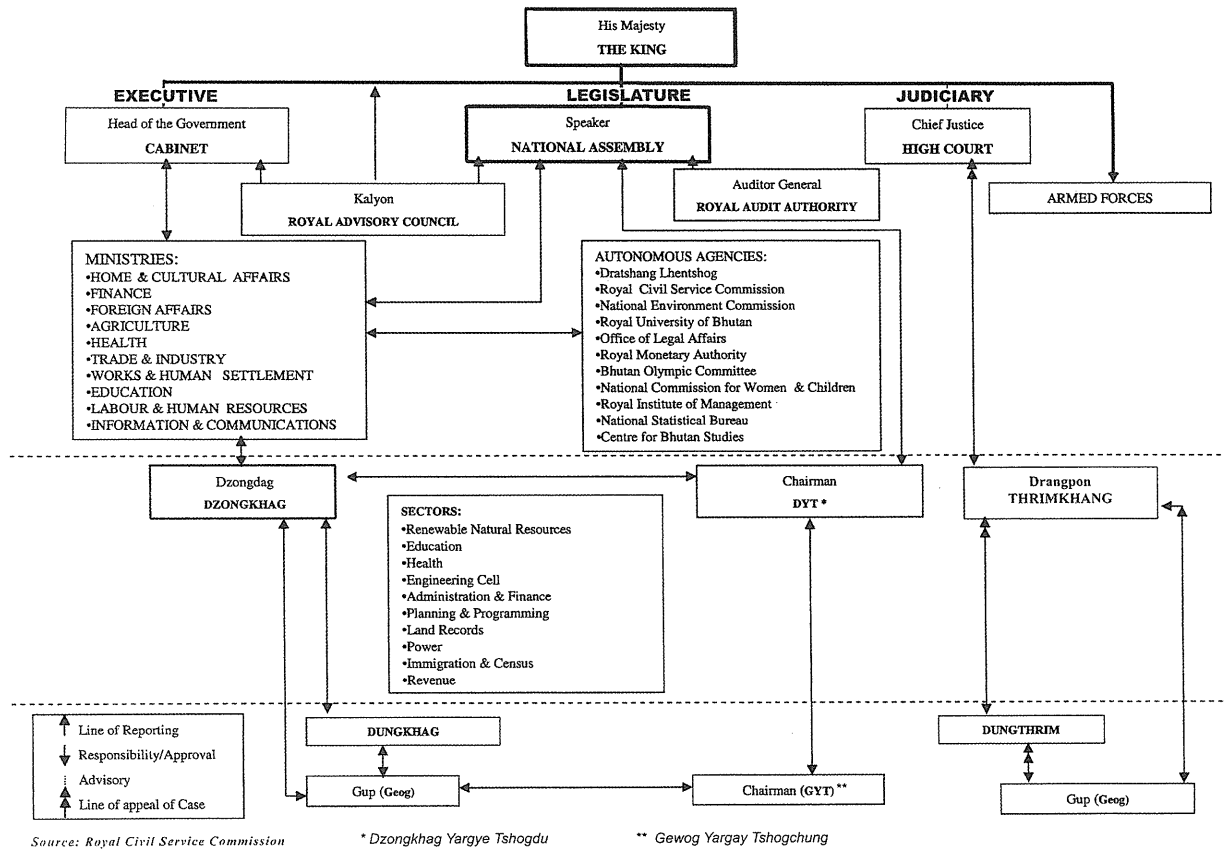 His Majesty
THE KING
EXECUTIVE
LEGISLATURE
JUDICIARY
Head of the Government
CABINET
Speaker
NATIONAL ASSEMBLY
Chief Justice
HIGH COURT
Kalyon
ROYAL ADVISORY COUNCIL
Auditor General
ROYAL AUDIT AUTHORITY
ARMED FORCES
MINISTRIES:
•HOME & CULTURAL AFFAIRS
•FINANCE
•FOREIGN AFFAIRS
•AGRICULTURE
•HEALTH
•TRADE & INDUSTRY
•WORKS & HUMAN SETTLEMENT
•EDUCATION
•LABOUR & HUMAN RESOURCES
•INFORMATION & COMMUNICATIONS
AUTONOMOUS AGENCIES:
•Dratshang Lhentshog
•Royal Civil Service Commission
•National Environment Commission
•Royal University of Bhutan
•Office of Legal Affairs
•Royal Monetary Authority
•Bhutan Olympic Committee
•National Commission for Women & Children
•Royal Institute of Management
•National Statistical Bureau
•Centre for Bhutan Studies
Dzongdag
DZONGKHAG
Chairman
DYT *
Drangpon
THRIMKHANG
SECTORS:
•Renewable Natural Resources
•Education
•Health
•Engineering Cell
•Administration & Finance
•Planning & Programming
•Land Records
•Power
•Immigration & Census
•Revenue
Line of Reporting
Responsibility/Approval
Advisory
Line of appeal of Case
DUNGKHAG
DUNGTHRIM
Gup (Geog)
Chairman (GYT) **
Gup (Geog)
Source: Royal Civil Service Commission
* Dzongkhag Yargye Tshogdu
** Gewog Yargay Tshogchung